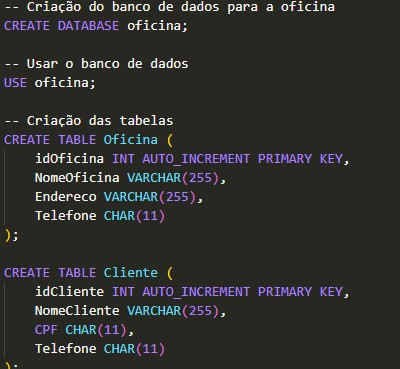 -- Criação do banco de dados para a oficina
CREATE DATABASE oficina;
-- Usar o banco de dados
USE oficina;
-- Criação das tabelas
CREATE TABLE Oficina (
    idOficina INT AUTO_INCREMENT PRIMARY KEY,
    NomeOficina VARCHAR(255),
    Endereco VARCHAR(255),
    Telefone CHAR(11)
);
CREATE TABLE Cliente (
    idCliente INT AUTO_INCREMENT PRIMARY KEY,
    NomeCliente VARCHAR(255),
    CPF CHAR(11),
    Telefone CHAR(11)
);